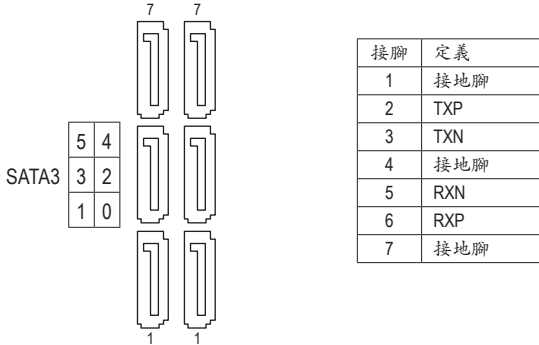 7 7
5 4
SATA3 3 2
1 0
1 1
接腳 定義
1 接地腳
2 TXP
3 TXN
4 接地腳
5 RXN
6 RXP
7 接地腳